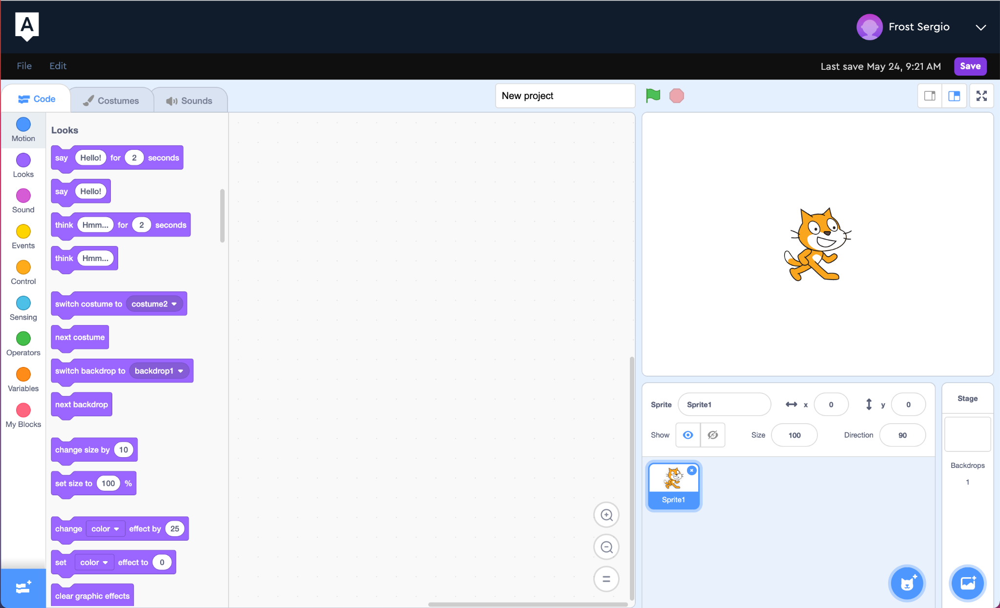 A
Frost Sergio
File Edit
Last save May 24, 9:21 AM Save
Code Costumes Sounds
New project
Motion
Looks
Sound
Events
Control
Sensing
Operators
Variables
My Blocks
Looks
say Hello! for 2 seconds
say Hello!
think Hmm... for 2 seconds
think Hmm...
switch costume to costume2
next costume
switch backdrop to backdrop1
next backdrop
change size by 10
set size to 100 %
change color effect by 25
set color effect to 0
clear graphic effects
Sprite Sprite1 x 0 y 0
Show Size 100 Direction 90
Sprite1
Stage
Backdrops
1